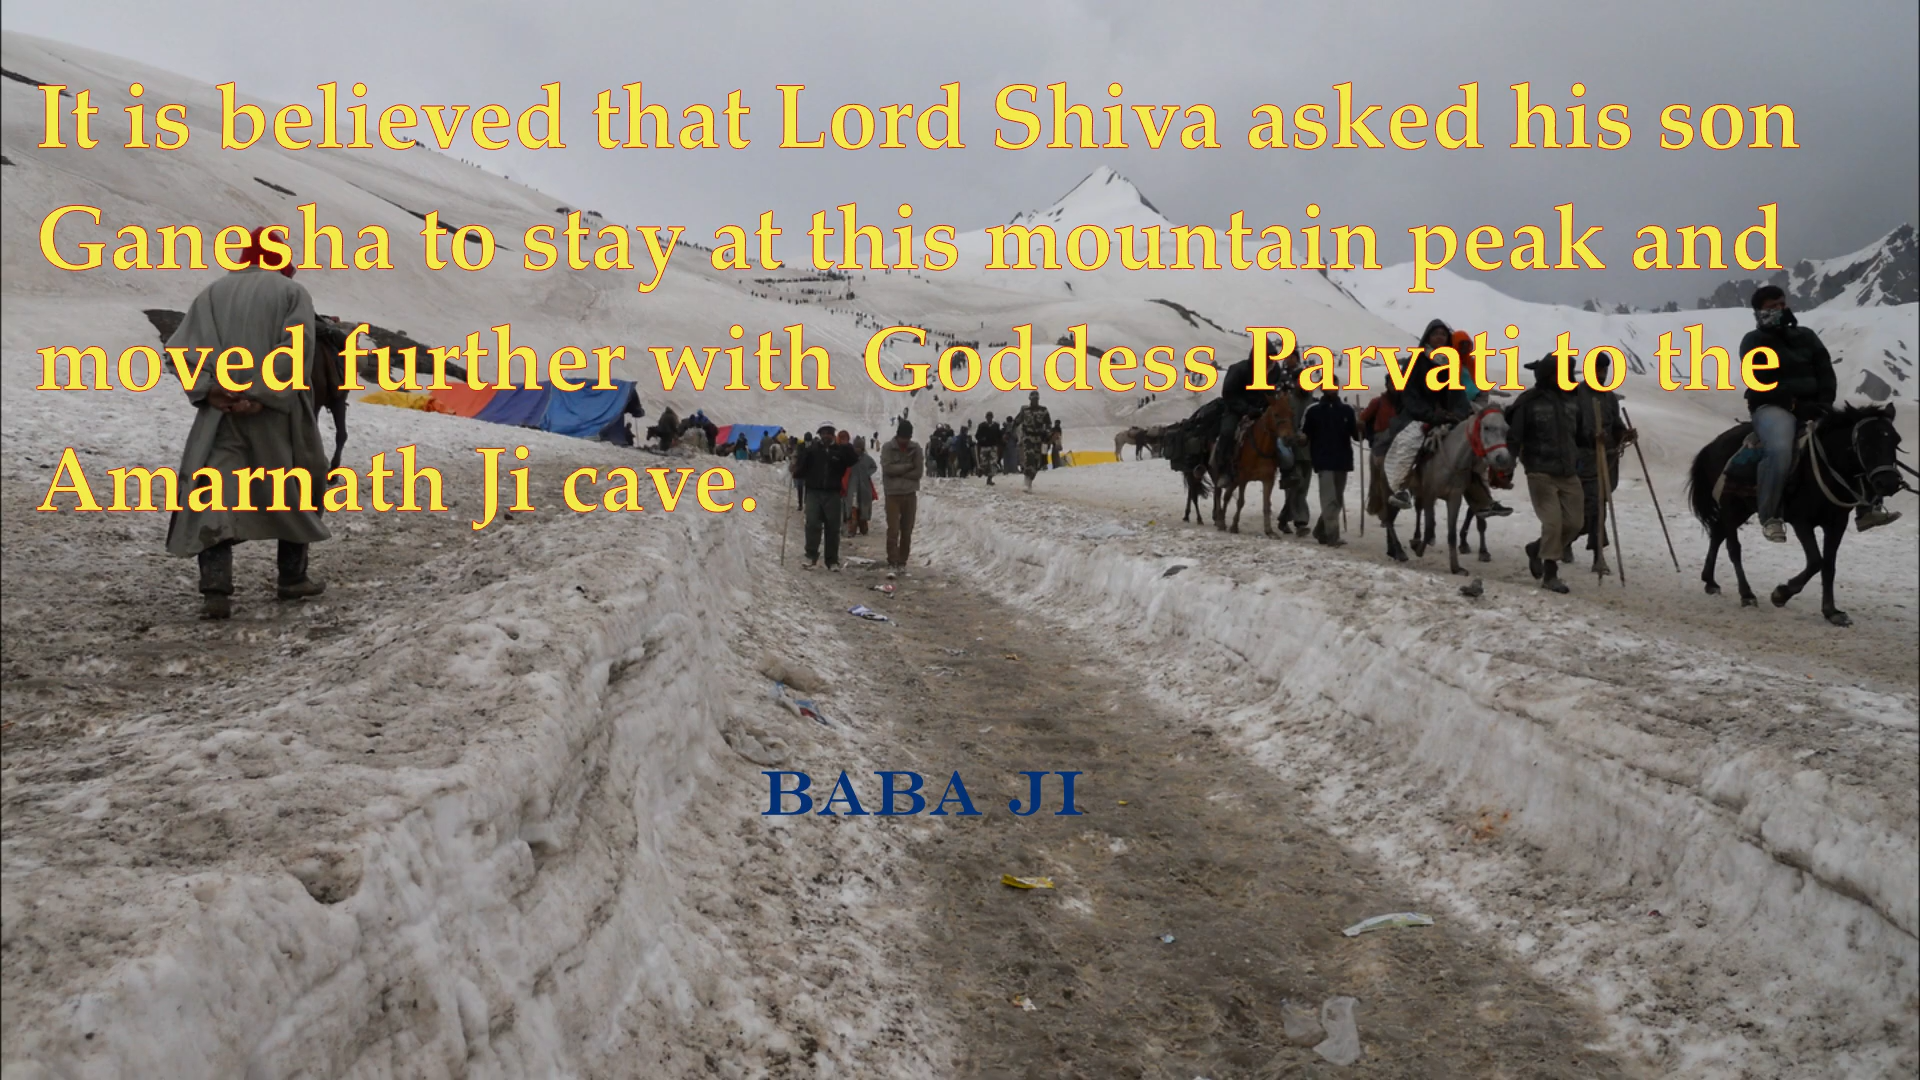 It is believed that Lord Shiva asked his son
Ganesha to stay at this mountain peak and
moved further with Goddess Parvati to the
Amarnath Ji cave.
BABA JI